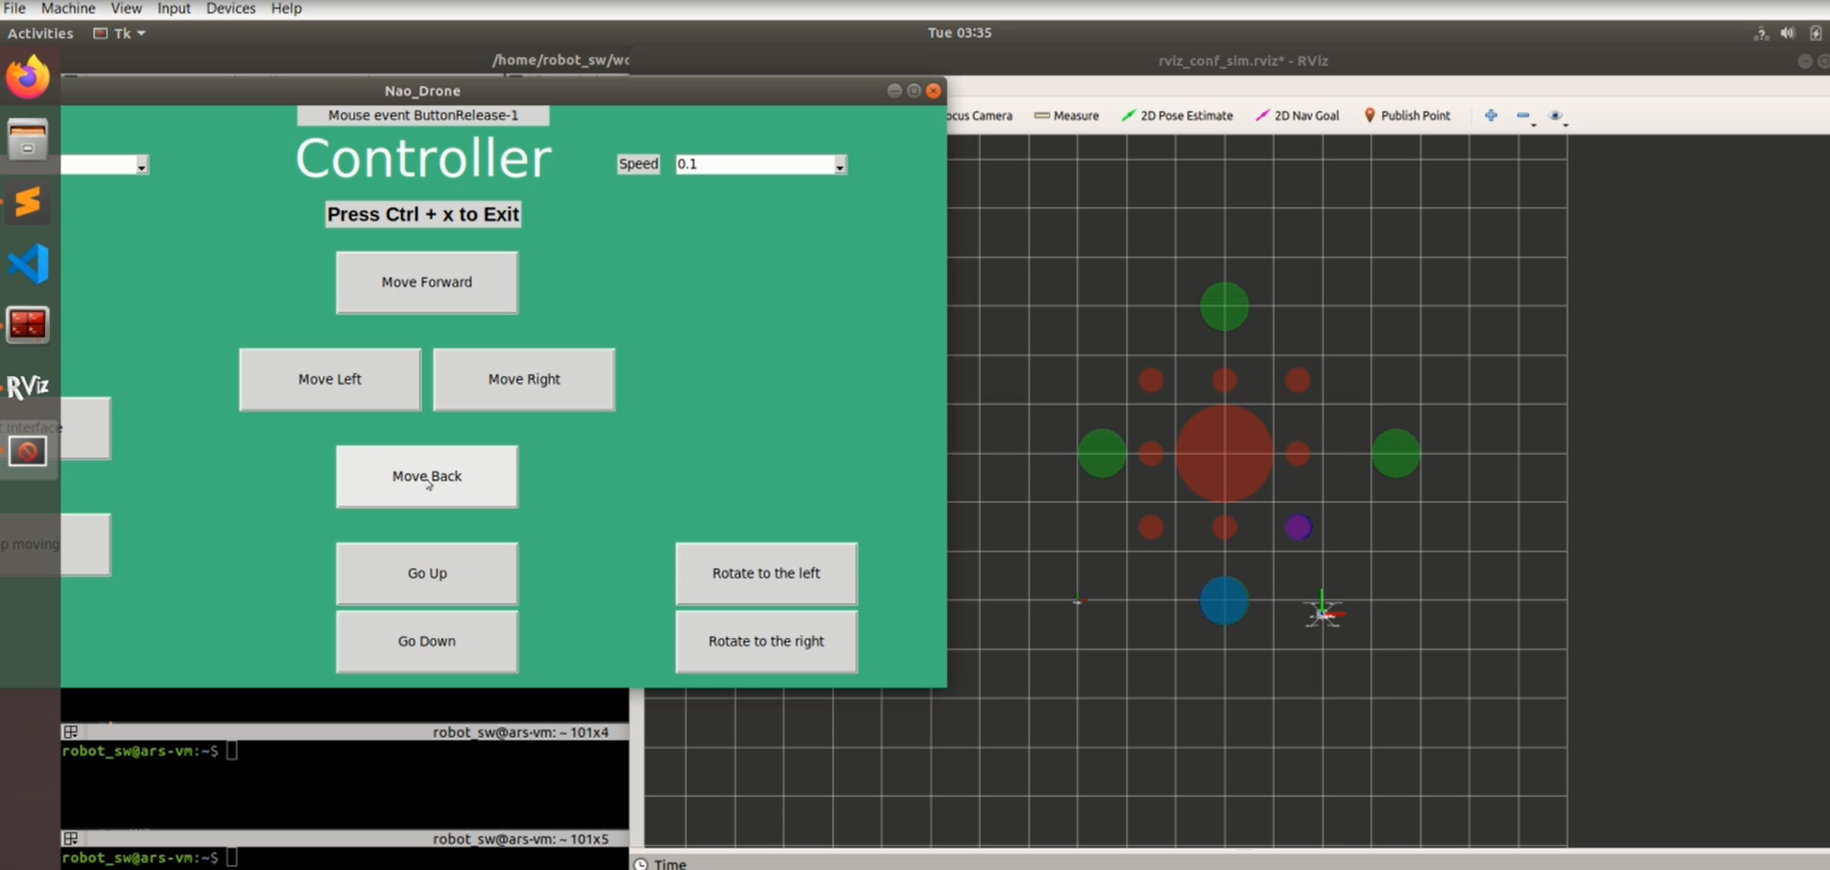 File Machine View Input Devices Help
Activities Tk Tue 03:35
/home/robot_sw/wo
rviz_conf_sim.rviz* - RViz
Nao_Drone
ocus Camera Measure 2D Pose Estimate 2D Nav Goal Publish Point
Mouse event ButtonRelease-1
Controller
Speed 0.1
Press Ctrl + x to Exit
Move Forward
Move Left Move Right
RViz
t Interface
Move Back
p moving
Go Up Rotate to the left
Go Down Rotate to the right
robot_sw@ars-vm: ~ 101x4
robot_sw@ars-vm:~$
robot_sw@ars-vm: ~ 101x5
robot_sw@ars-vm:~$
Time